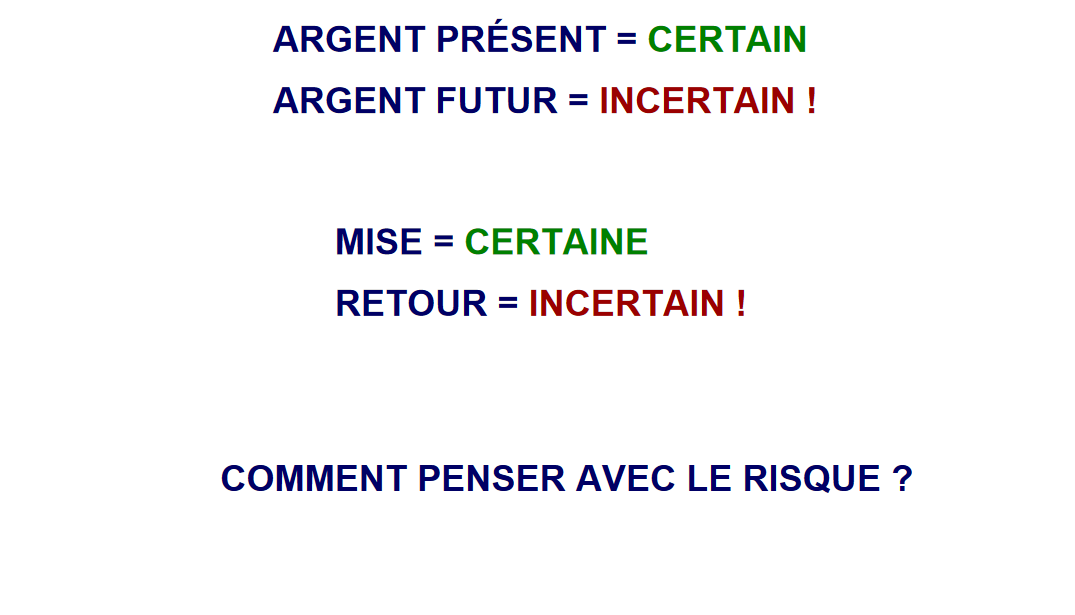 ARGENT PRÉSENT = CERTAIN
ARGENT FUTUR = INCERTAIN !
MISE = CERTAINE
RETOUR = INCERTAIN !
COMMENT PENSER AVEC LE RISQUE ?